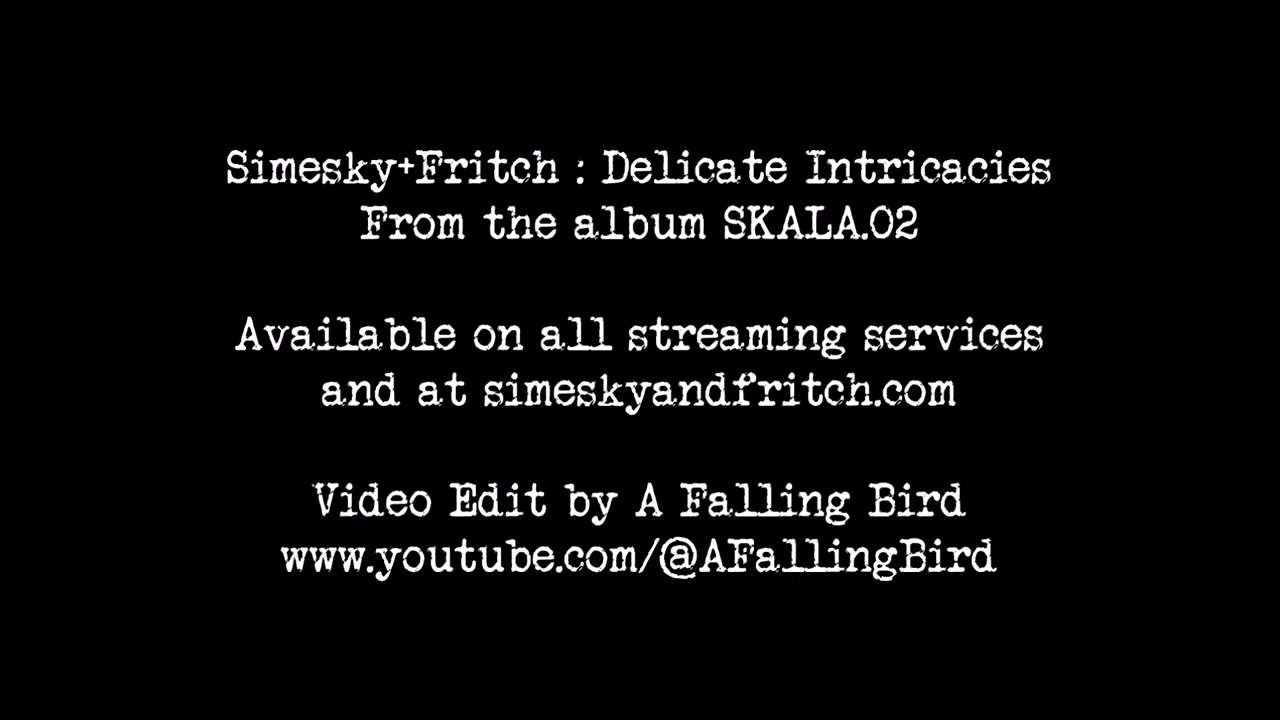 Simesky+Fritch : Delicate Intricacies
From the album SKALA.02
Available on all streaming services
and at simeskyandfritch.com
Video Edit by A Falling Bird
www.youtube.com/@AFallingBird